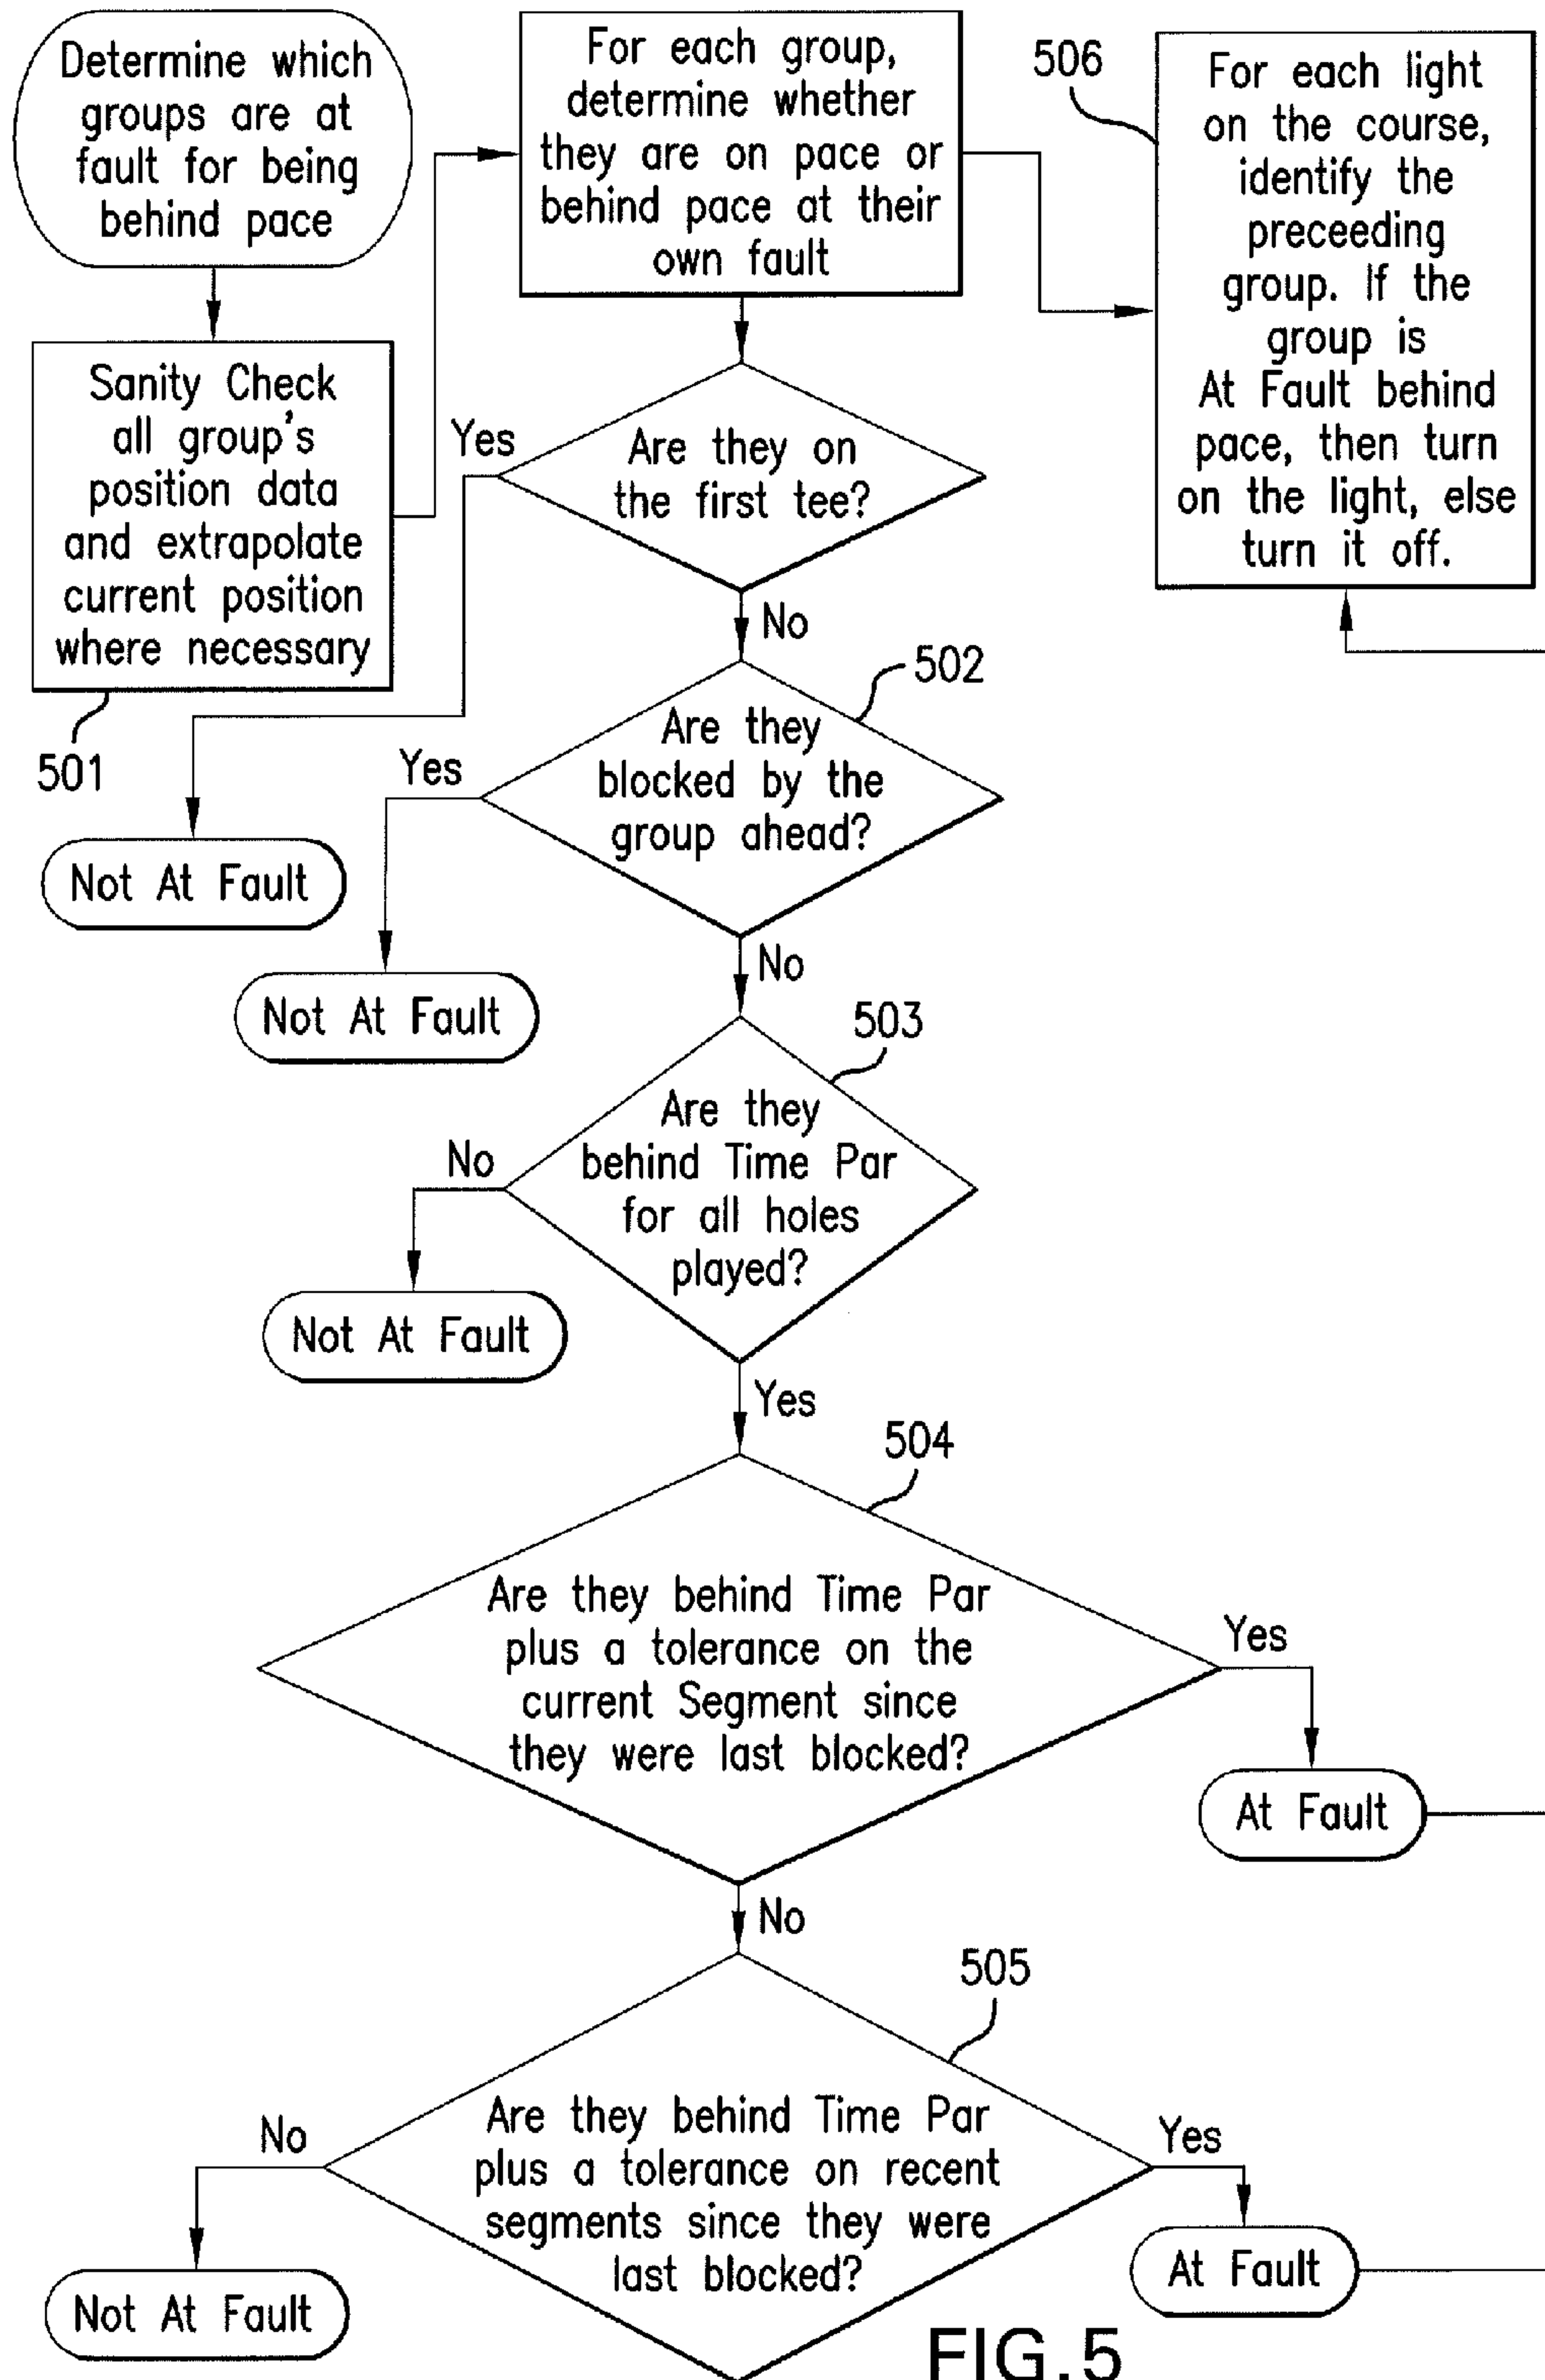 Determine which
groups are at
fault for being
behind pace
For each group,
determine whether
they are on pace or
behind pace at their
own fault
506
For each light
on the course,
identify the
preceeding
group. If the
group is
At Fault behind
pace, then turn
on the light, else
turn it off.
Sanity Check
all group's
position data
and extrapolate
current position
where necessary
501
Yes
Are they on
the first tee?
No
Not At Fault
502
Yes
Are they
blocked by the
group ahead?
No
Not At Fault
503
No
Are they
behind Time Par
for all holes
played?
Not At Fault
Yes
504
Are they behind Time Par
plus a tolerance on the
current Segment since
they were last blocked?
Yes
At Fault
No
505
No
Are they behind Time Par
plus a tolerance on recent
segments since they were
last blocked?
Yes
At Fault
Not At Fault
FIG.5